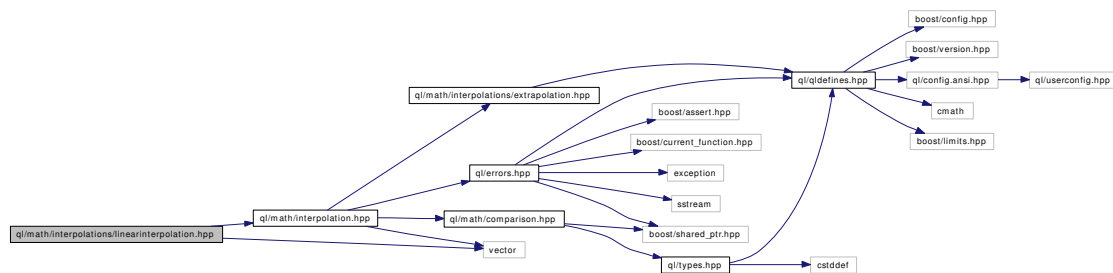 boost/config.hpp
boost/version.hpp
ql/qldefines.hpp
ql/config.ansi.hpp
ql/userconfig.hpp
ql/math/interpolations/extrapolation.hpp
cmath
boost/assert.hpp
boost/current_function.hpp
boost/limits.hpp
ql/errors.hpp
exception
sstream
ql/math/interpolation.hpp
ql/math/comparison.hpp
ql/math/interpolations/linearinterpolation.hpp
boost/shared_ptr.hpp
vector
ql/types.hpp
cstddef